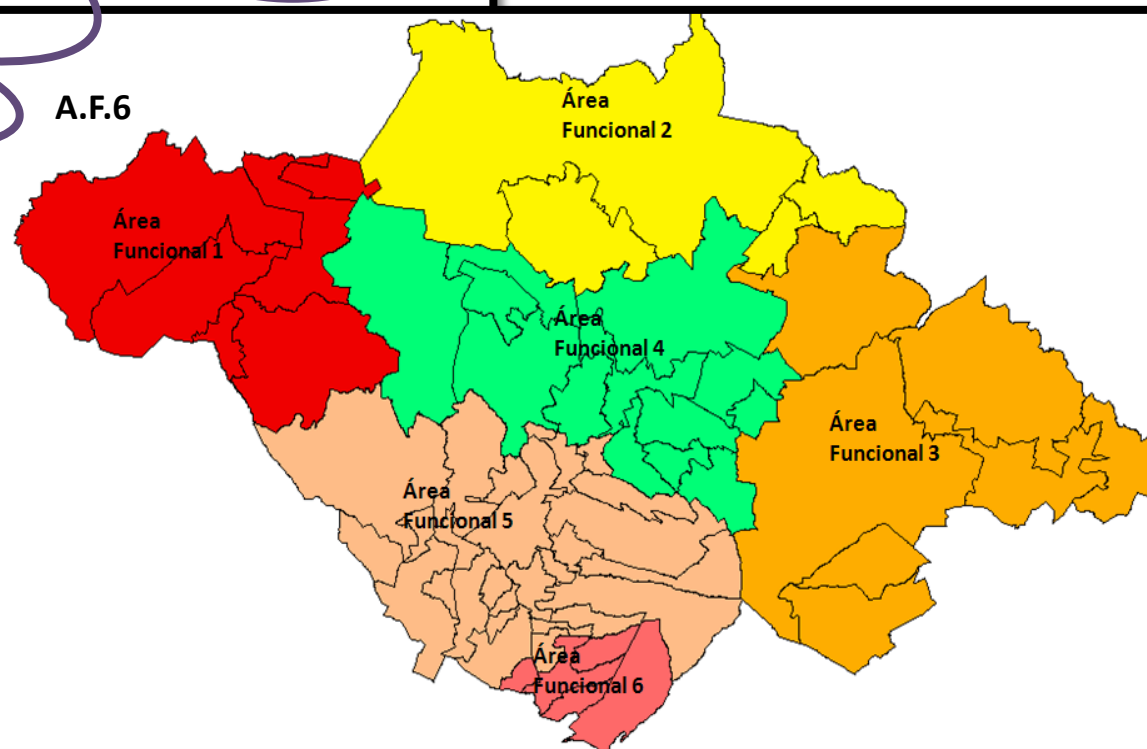 A.F.6
Área
Funcional 2
Área
Funcional 1
Área
Funcional 4
Área
Funcional 3
Área
Funcional 5
Área
Funcional 6